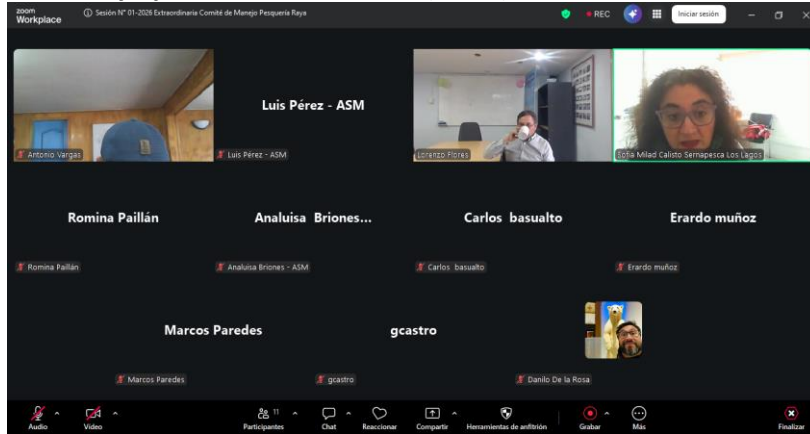 zoom
Workplace
Sesión N° 01-2026 Extraordinaria Comité de Manejo Pesquería Raya
REC
Iniciar sesión
Antonio Vargas
Luis Pérez - ASM
Luis Pérez - ASM
Lorenzo Flores
Sofía Milad Calisto Sernapesca Los Lagos
Romina Paillán
Romina Paillán
Analuisa Briones...
Analuisa Briones - ASM
Carlos basualto
Carlos basualto
Erardo muñoz
Erardo muñoz
Marcos Paredes
Marcos Paredes
gcastro
gcastro
Danilo De la Rosa
Audio
Video
11
Participantes
Chat
Reaccionar
Compartir
Herramientas de anfitrión
Grabar
Más
Finalizar